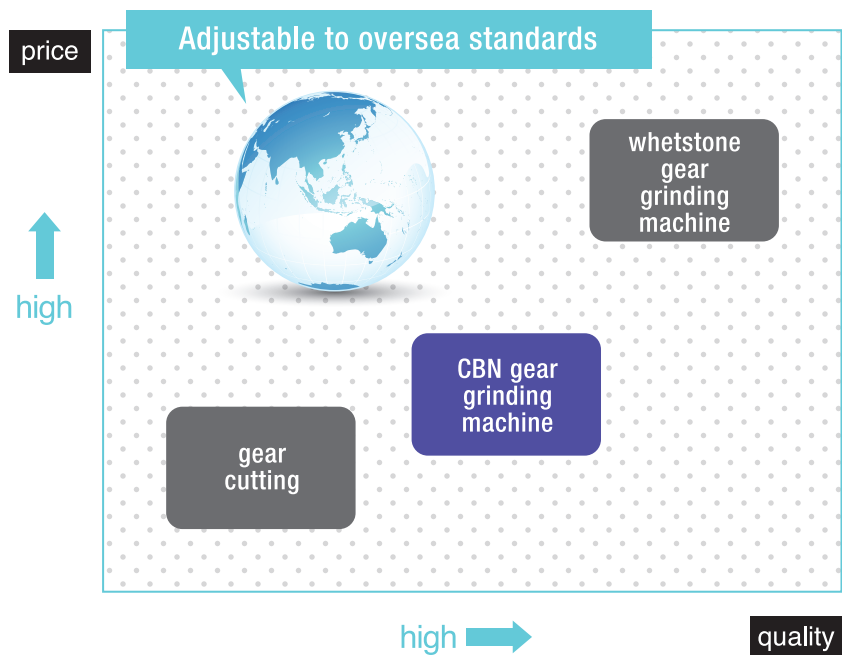 Adjustable to oversea standards
price
whetstone
gear
grinding
machine
high
CBN gear
grinding
machine
gear
cutting
high
quality